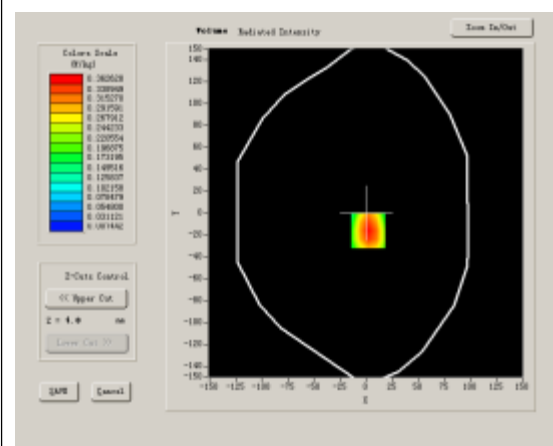 Volume Radiated Intensity
Zoom In/Out
Colors Scale
(W/kg)
0.362628
0.338949
0.315270
0.291591
0.267912
0.244233
0.220554
0.196875
0.173195
0.149516
0.125837
0.102158
0.078479
0.054800
0.031121
0.007442
150
140
120
100
80
60
40
20
0
-20
-40
-60
-80
-100
-120
-140
-150
Y
-150 -125 -100 -75 -50 -25 0 25 50 75 100 125 150
X
Z-Cuts Control
<< Upper Cut
Z = 4.0 mm
Lower Cut >>
SAVE
Cancel